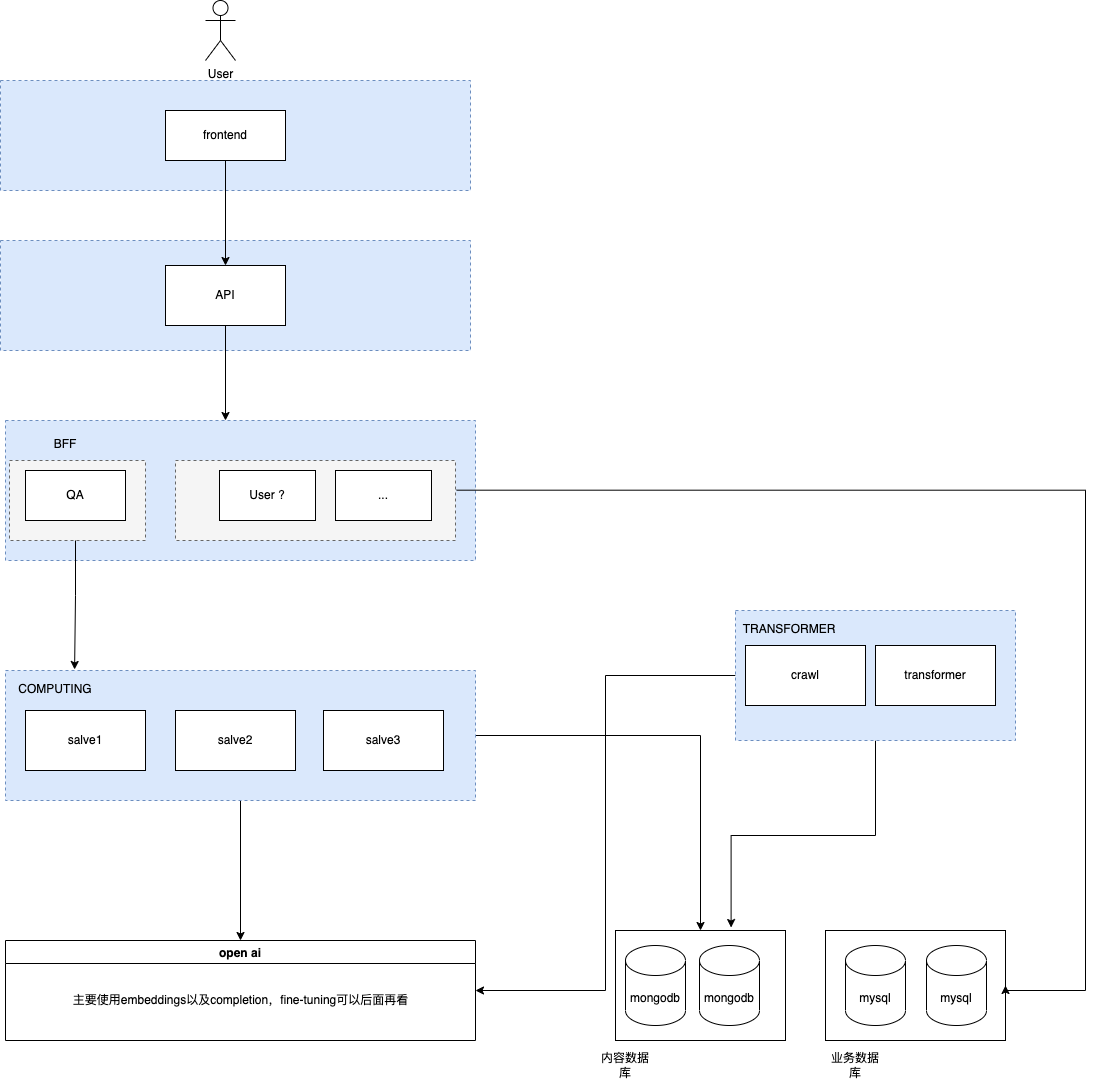 User
frontend
API
BFF
QA
User ?
...
TRANSFORMER
crawl
transformer
COMPUTING
salve1
salve2
salve3
open ai
主要使用embeddings以及completion，fine-tuning可以后面再看
mongodb
mongodb
mysql
mysql
内容数据
库
业务数据
库